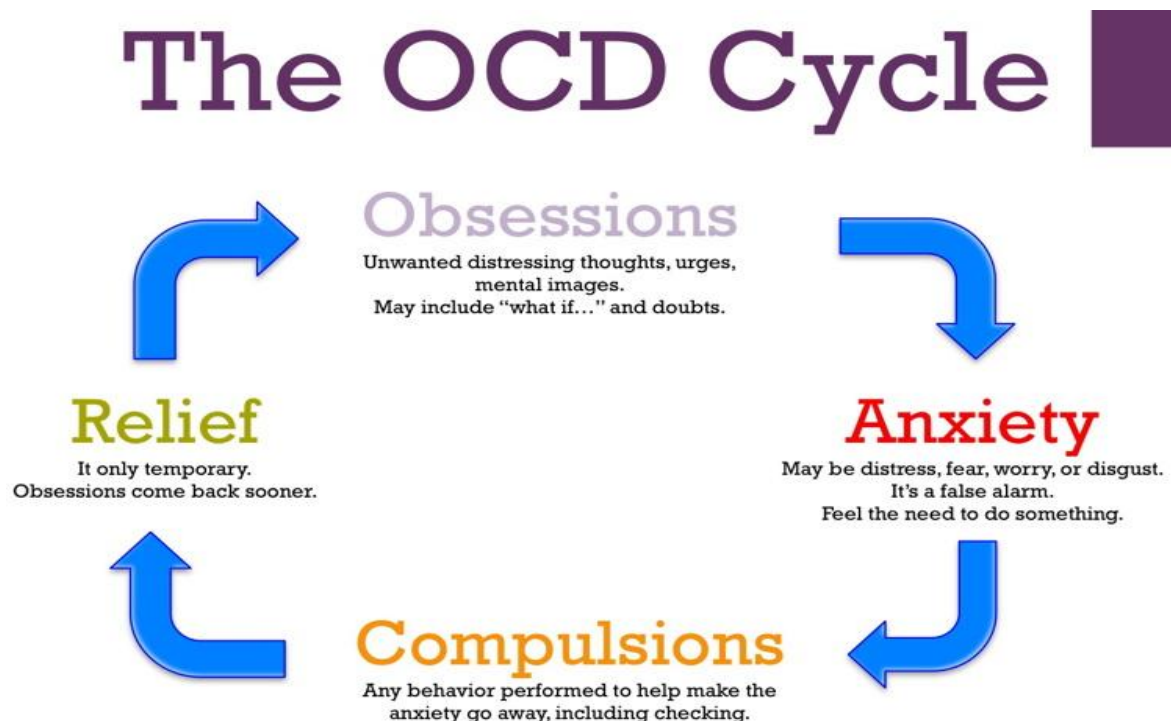 The OCD Cycle
Obsessions
Unwanted distressing thoughts, urges,
mental images.
May include “what if…” and doubts.
Anxiety
May be distress, fear, worry, or disgust.
It’s a false alarm.
Feel the need to do something.
Compulsions
Any behavior performed to help make the
anxiety go away, including checking.
Relief
It only temporary.
Obsessions come back sooner.